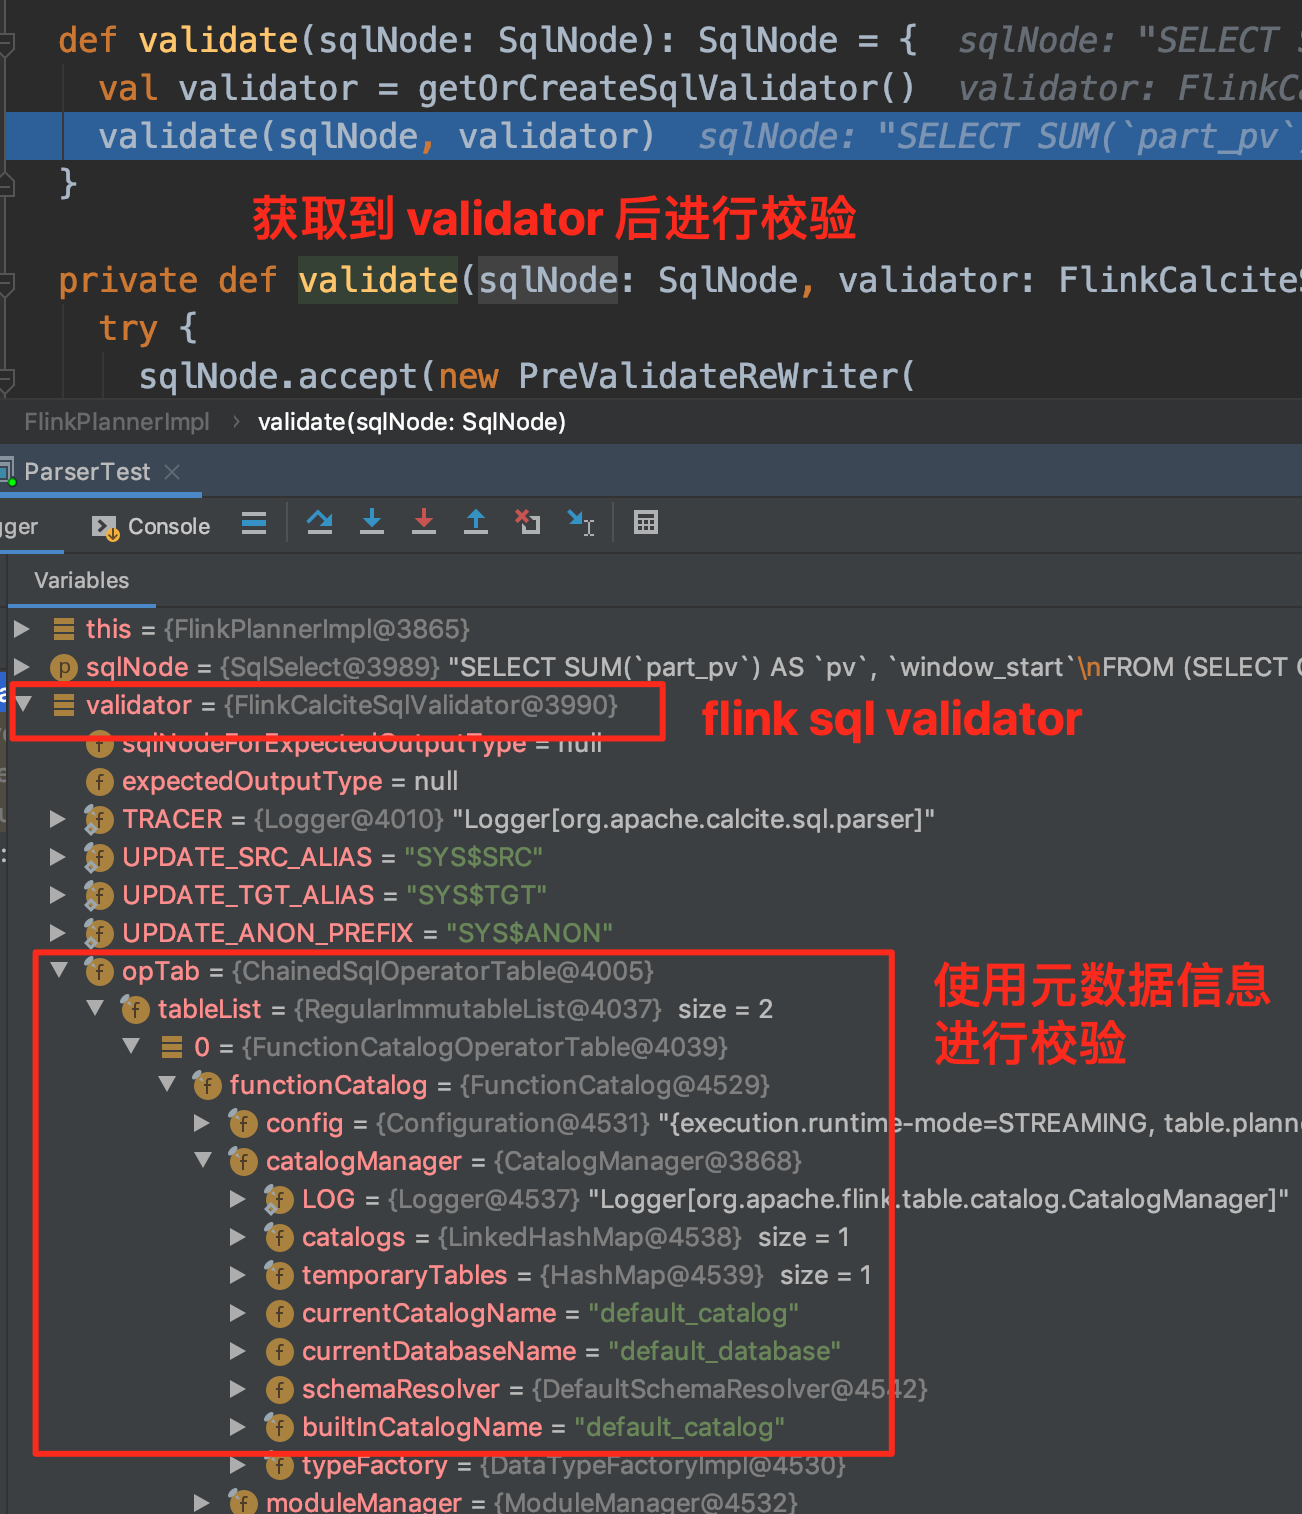 def validate(sqlNode: SqlNode): SqlNode = {  sqlNode: "SELECT
val validator = getOrCreateSqlValidator()  validator: FlinkCa
validate(sqlNode, validator)  sqlNode: "SELECT SUM(`part_pv`)
}
获取到 validator 后进行校验
private def validate(sqlNode: SqlNode, validator: FlinkCalciteS
try {
sqlNode.accept(new PreValidateReWriter(
FlinkPlannerImpl › validate(sqlNode: SqlNode)
ParserTest
gger Console
Variables
this = {FlinkPlannerImpl@3865}
sqlNode = {SqlSelect@3989} "SELECT SUM(`part_pv`) AS `pv`, `window_start`\nFROM (SELECT
validator = {FlinkCalciteSqlValidator@3990}
flink sql validator
sqlNodeForExpectedOutputType = null
expectedOutputType = null
TRACER = {Logger@4010} "Logger[org.apache.calcite.sql.parser]"
UPDATE_SRC_ALIAS = "SYS$SRC"
UPDATE_TGT_ALIAS = "SYS$TGT"
UPDATE_ANON_PREFIX = "SYS$ANON"
opTab = {ChainedSqlOperatorTable@4005}
使用元数据信息
进行校验
tableList = {RegularImmutableList@4037} size = 2
0 = {FunctionCatalogOperatorTable@4039}
functionCatalog = {FunctionCatalog@4529}
config = {Configuration@4531} "{execution.runtime-mode=STREAMING, table.plann
catalogManager = {CatalogManager@3868}
LOG = {Logger@4537} "Logger[org.apache.flink.table.catalog.CatalogManager]"
catalogs = {LinkedHashMap@4538} size = 1
temporaryTables = {HashMap@4539} size = 1
currentCatalogName = "default_catalog"
currentDatabaseName = "default_database"
schemaResolver = {DefaultSchemaResolver@4542}
builtInCatalogName = "default_catalog"
typeFactory = {DataTypeFactoryImpl@4530}
moduleManager = {ModuleManager@4532}